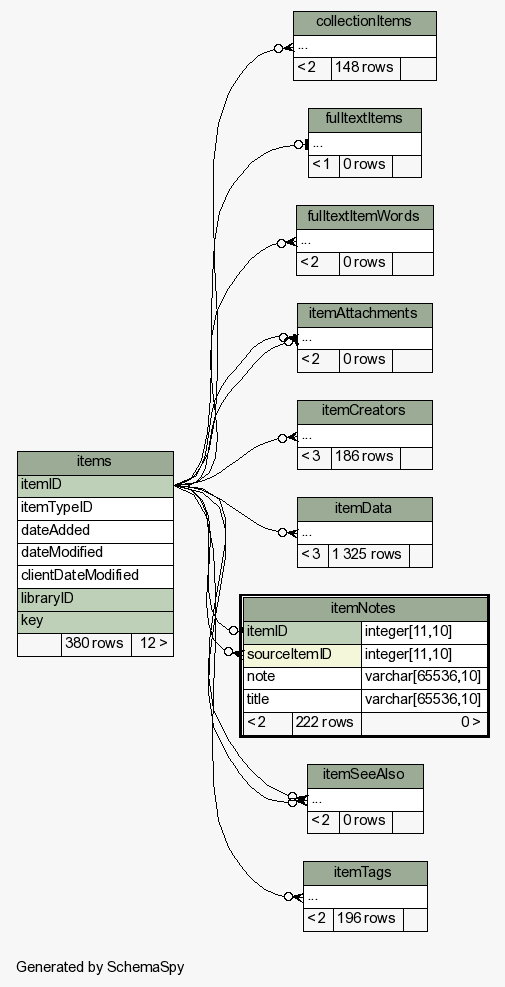 collectionItems
...
< 2 148 rows
fulltextItems
...
< 1 0 rows
fulltextItemWords
...
< 2 0 rows
itemAttachments
...
< 2 0 rows
itemCreators
...
< 3 186 rows
items
itemID
itemTypeID
dateAdded
dateModified
clientDateModified
libraryID
key
380 rows 12 >
itemData
...
< 3 1 325 rows
itemNotes
itemID integer[11,10]
sourceItemID integer[11,10]
note varchar[65536,10]
title varchar[65536,10]
< 2 222 rows 0 >
itemSeeAlso
...
< 2 0 rows
itemTags
...
< 2 196 rows
Generated by SchemaSpy